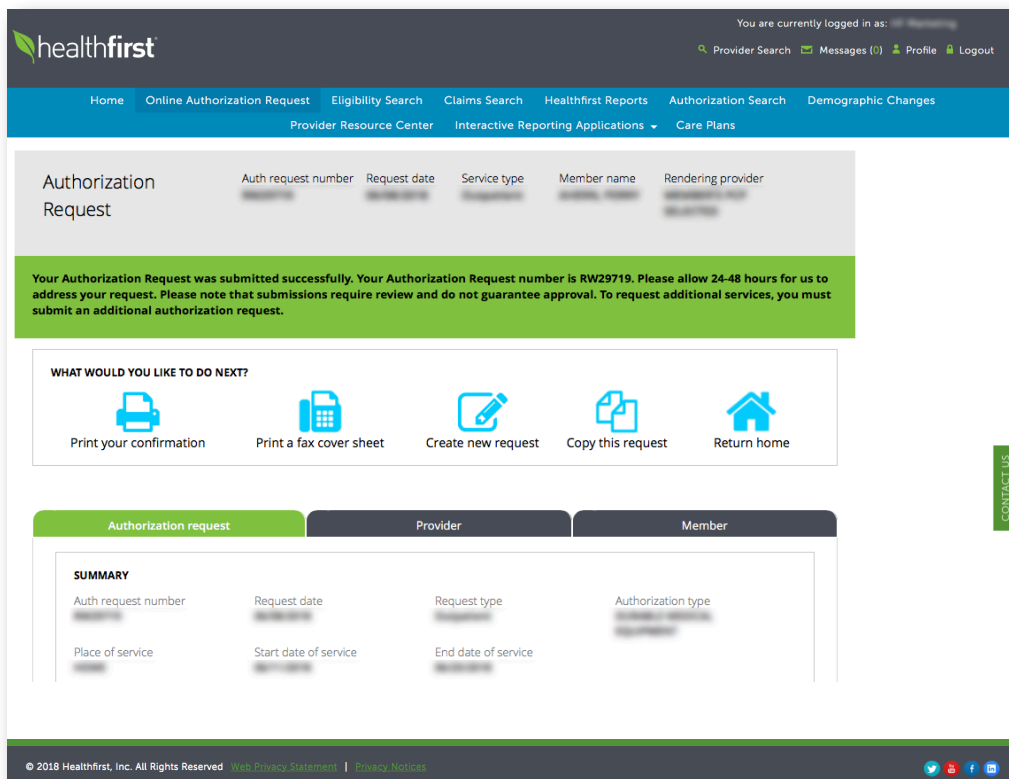 You are currently logged in as:
healthfirst
Provider Search Messages (0) Profile Logout
Home Online Authorization Request Eligibility Search Claims Search Healthfirst Reports Authorization Search Demographic Changes
Provider Resource Center Interactive Reporting Applications Care Plans
Authorization
Request
Auth request number Request date Service type Member name Rendering provider
Your Authorization Request was submitted successfully. Your Authorization Request number is RW29719. Please allow 24-48 hours for us to
address your request. Please note that submissions require review and do not guarantee approval. To request additional services, you must
submit an additional authorization request.
WHAT WOULD YOU LIKE TO DO NEXT?
Print your confirmation Print a fax cover sheet Create new request Copy this request Return home
CONTACT US
Authorization request Provider Member
SUMMARY
Auth request number Request date Request type Authorization type
Place of service Start date of service End date of service
© 2018 Healthfirst, Inc. All Rights Reserved Web Privacy Statement | Privacy Notices